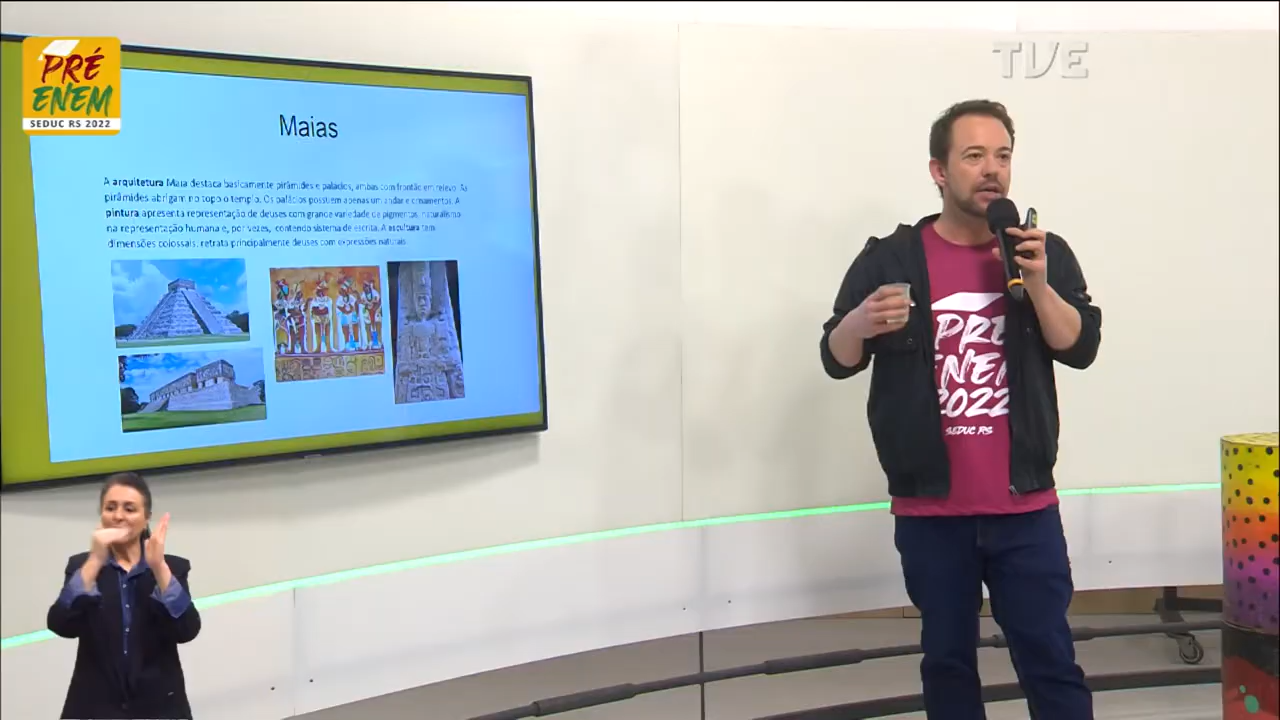 PRÉ
ENEM
SEDUC RS 2022
TVE
Maias
A arquitetura Maia destaca basicamente pirâmides e palácios, ambas com frontão em relevo. As
pirâmides abrigam no topo o templo. Os palácios possuem apenas um andar e ornamentos. A
pintura apresenta representação de deuses com grande variedade de pigmentos, naturalismo
na representação humana e, por vezes, contendo sistema de escrita. A escultura tem
dimensões colossais, retrata principalmente deuses com expressões naturais.
PRÉ
ENEM
2022
SEDUC RS